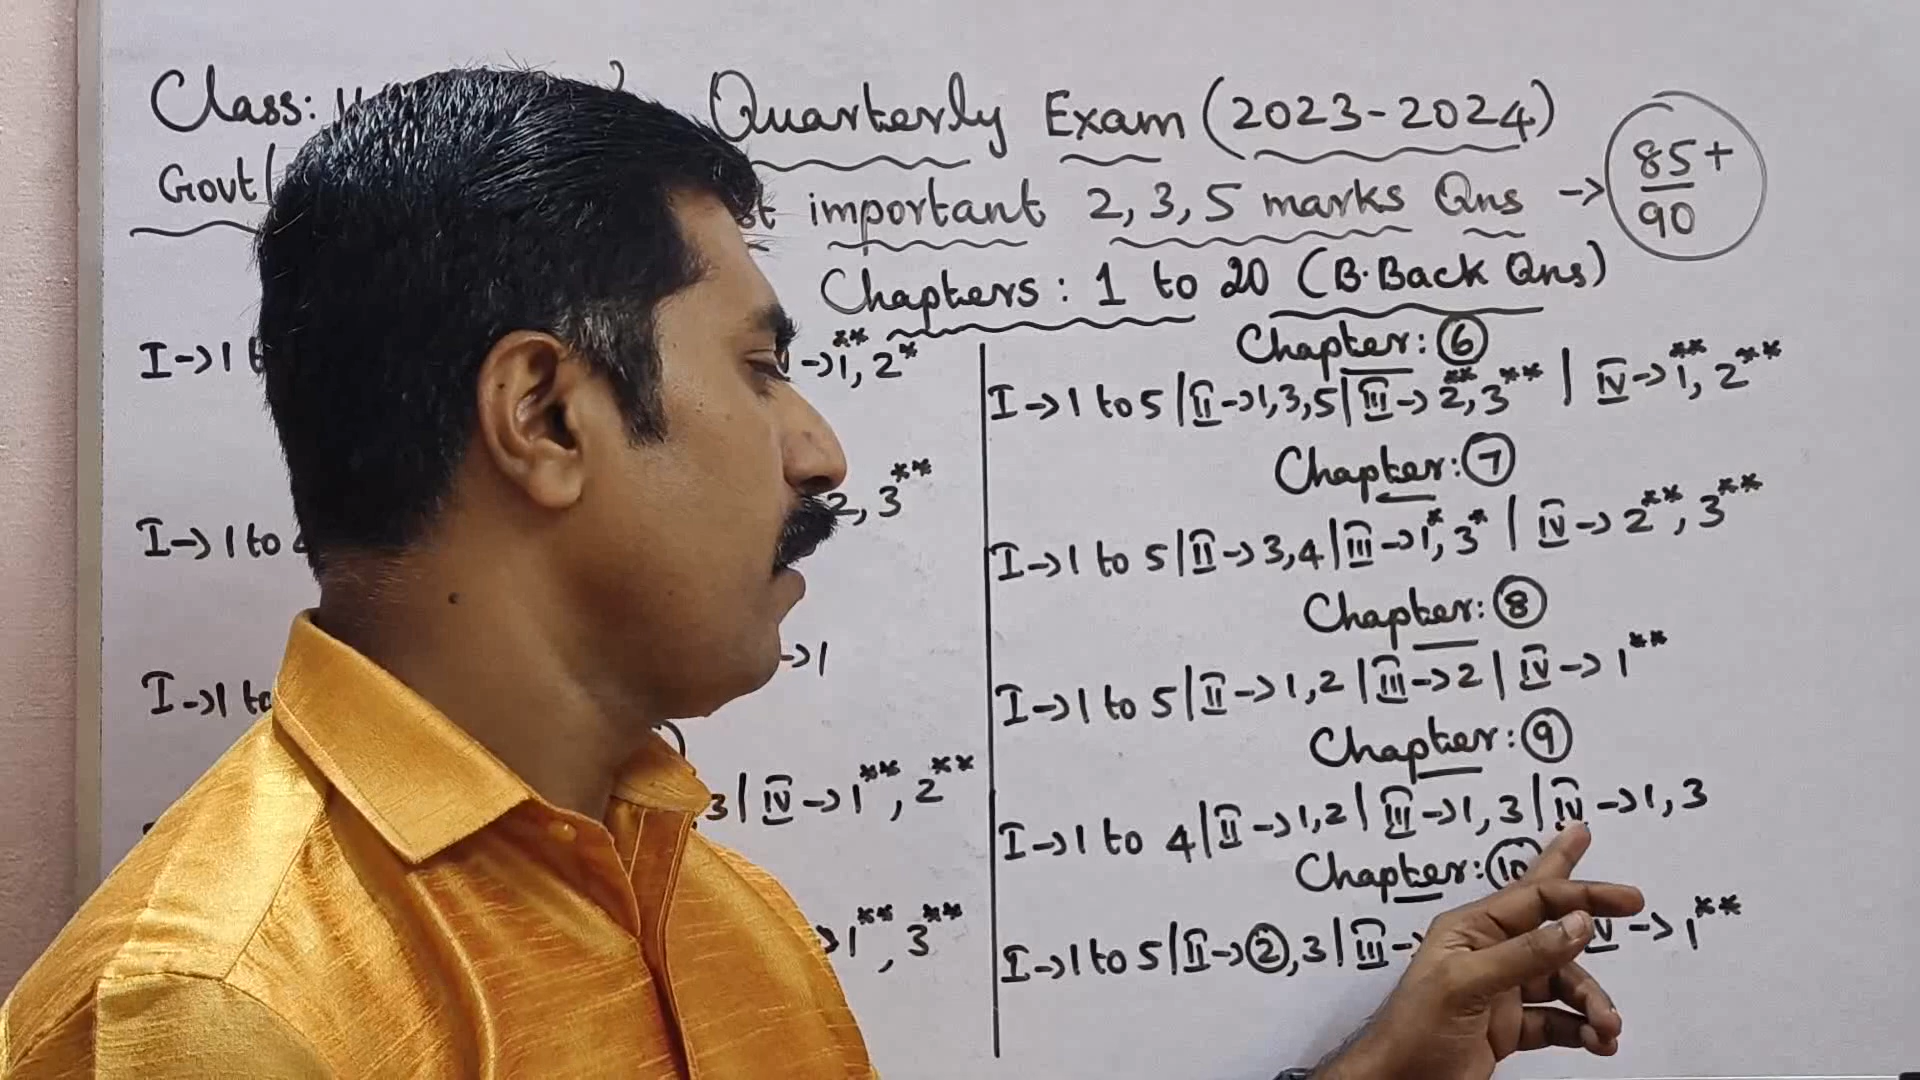 Class: Quarterly Exam (2023-2024)
Govt important 2, 3, 5 marks Qns -> 85+/90
Chapters: 1 to 20 (B.Back Qns)
I->1 ->1**, 2*
I->1 to 2, 3**
I->1 to ->1
3 | IV->1**, 2**
1**, 3**
Chapter: 6
I->1 to 5 | II->1,3,5 | III->2**, 3** | IV->1**, 2**
Chapter: 7
I->1 to 5 | II->3,4 | III->1*, 3* | IV->2**, 3**
Chapter: 8
I->1 to 5 | II->1,2 | III->2 | IV->1**
Chapter: 9
I->1 to 4 | II->1,2 | III->1,3 | IV->1,3
Chapter: 10
I->1 to 5 | II->2,3 | III-> IV->1**